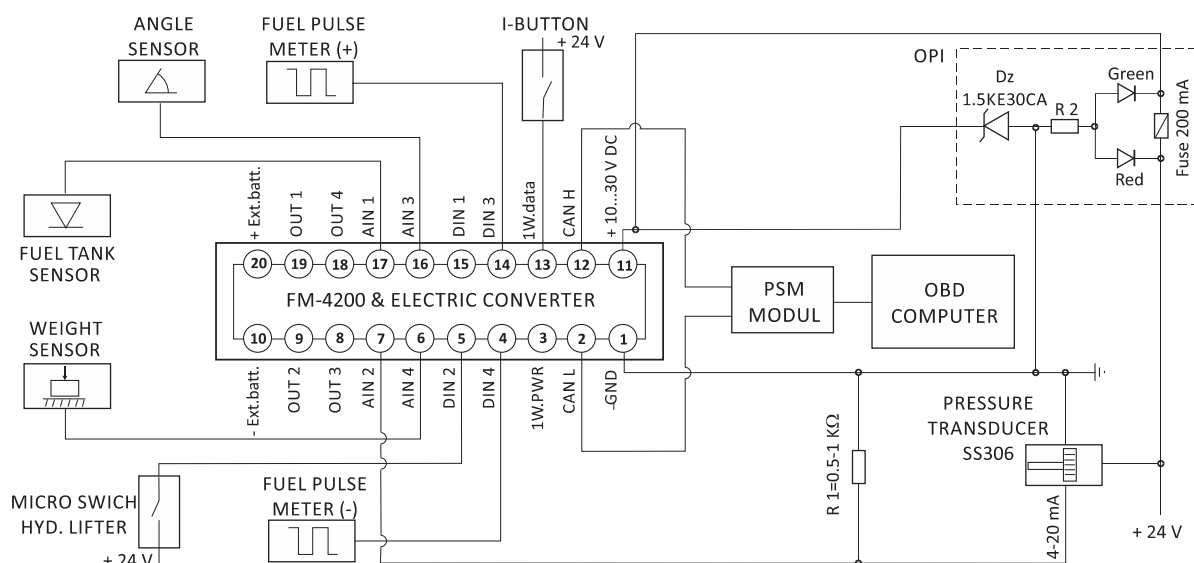 ANGLE
SENSOR
FUEL PULSE
METER (+)
I-BUTTON
+ 24 V
OPI
Dz
1.5KE30CA
R 2
Green
Red
Fuse 200 mA
FUEL TANK
SENSOR
+ Ext.batt.
OUT 1
OUT 4
AIN 1
AIN 3
DIN 1
DIN 3
1W.data
CAN H
+ 10...30 V DC
20 19 18 17 16 15 14 13 12 11
FM-4200 & ELECTRIC CONVERTER
10 9 8 7 6 5 4 3 2 1
- Ext.batt.
OUT 2
OUT 3
AIN 2
AIN 4
DIN 2
DIN 4
1W.PWR
CAN L
-GND
PSM
MODUL
OBD
COMPUTER
WEIGHT
SENSOR
MICRO SWICH
HYD. LIFTER
+ 24 V
FUEL PULSE
METER (-)
R 1=0.5-1 KΩ
PRESSURE
TRANSDUCER
SS306
4-20 mA
+ 24 V